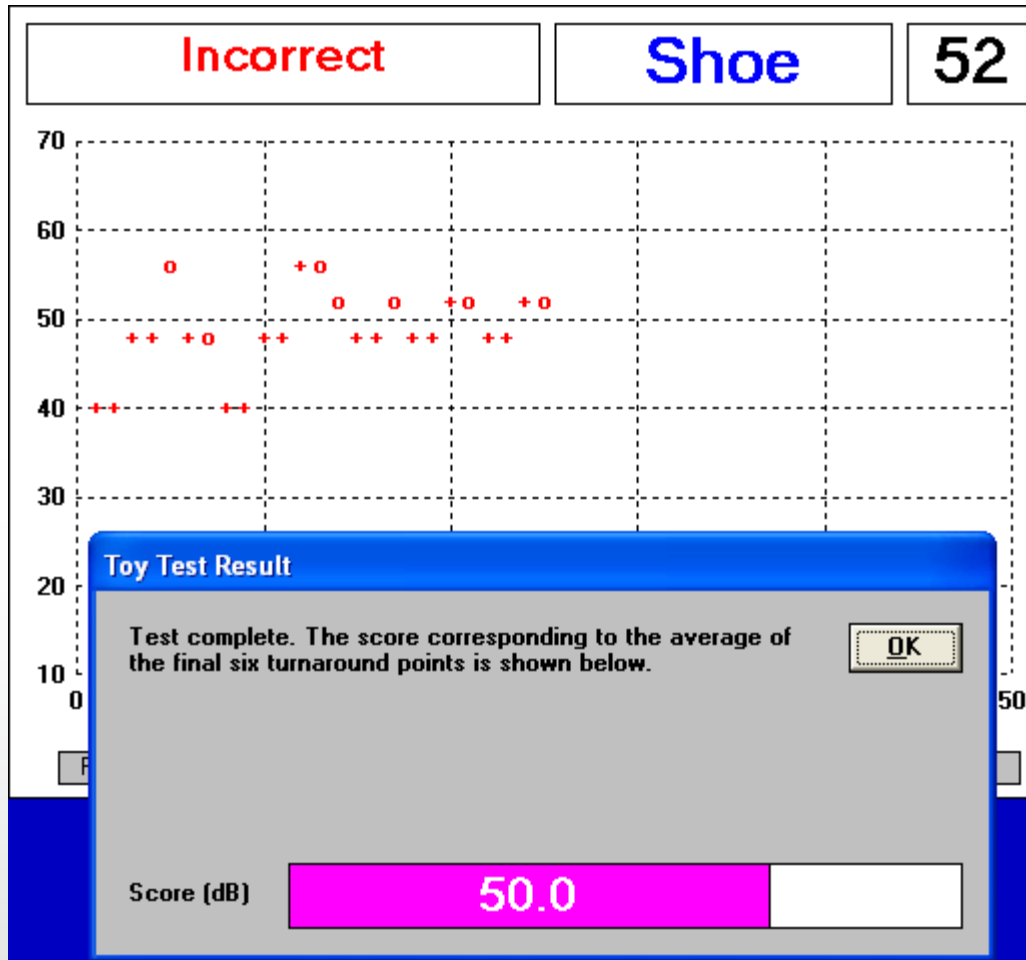 Incorrect
Shoe
52
70
60
50
40
30
20
10
0
50
Toy Test Result
Test complete. The score corresponding to the average of
the final six turnaround points is shown below.
OK
Score (dB)
50.0